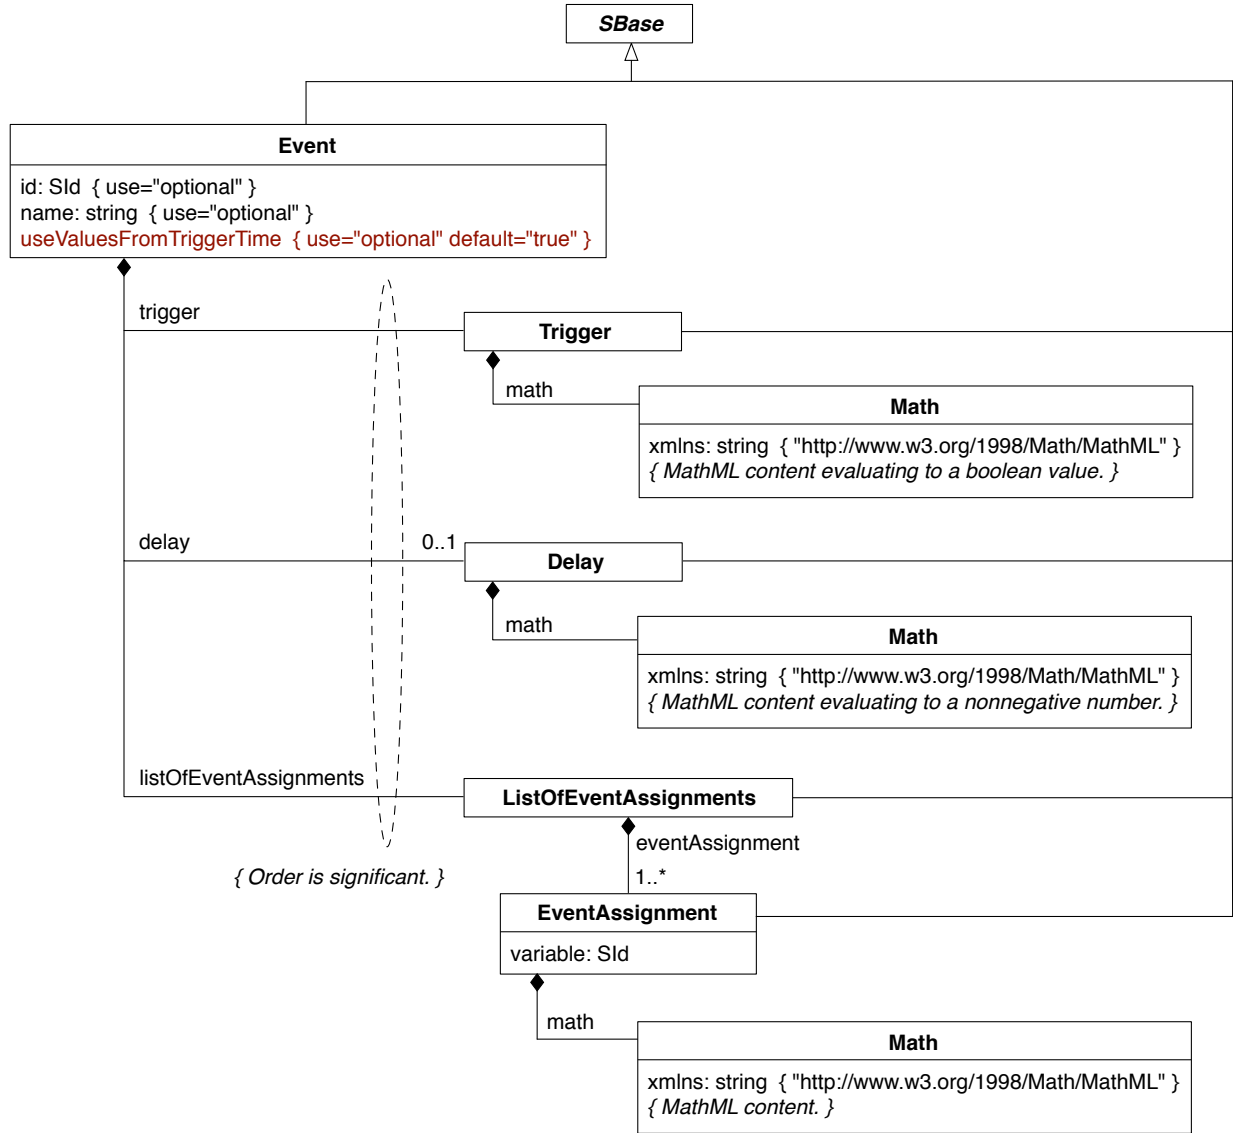 SBase
Event
id: SId { use="optional" }
name: string { use="optional" }
useValuesFromTriggerTime { use="optional" default="true" }
trigger
Trigger
math
Math
xmlns: string { "http://www.w3.org/1998/Math/MathML" }
{ MathML content evaluating to a boolean value. }
delay
0..1
Delay
math
Math
xmlns: string { "http://www.w3.org/1998/Math/MathML" }
{ MathML content evaluating to a nonnegative number. }
listOfEventAssignments
ListOfEventAssignments
eventAssignment
{ Order is significant. }
1..*
EventAssignment
variable: SId
math
Math
xmlns: string { "http://www.w3.org/1998/Math/MathML" }
{ MathML content. }